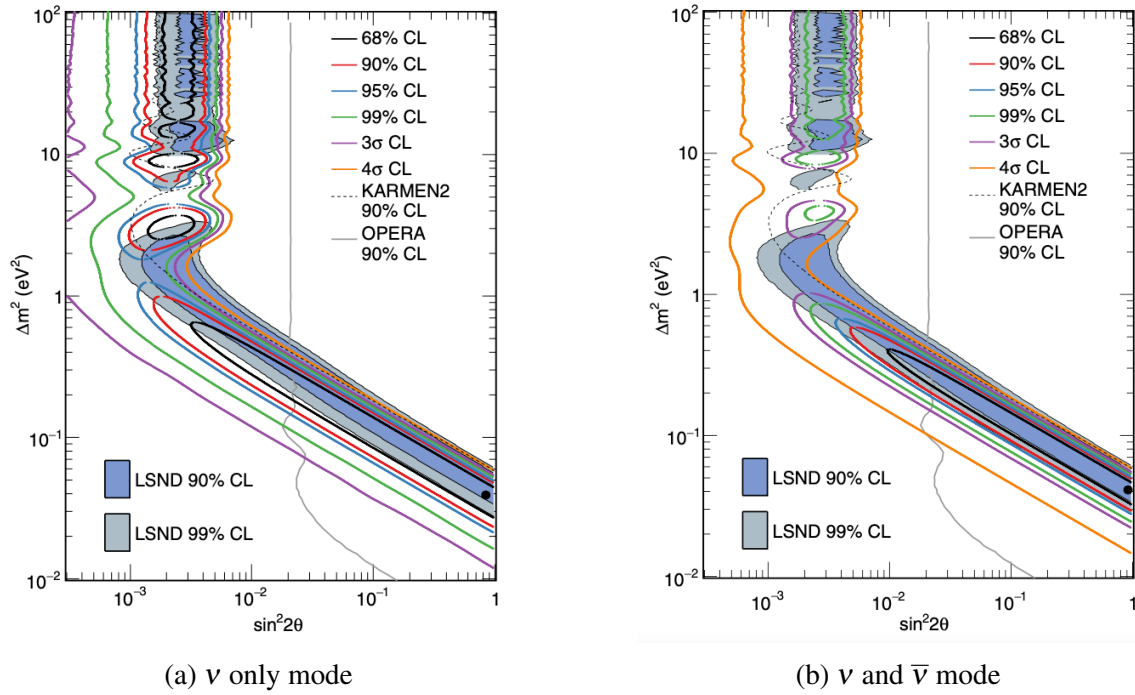 10²
10
1
10⁻¹
10⁻²
Δm² (eV²)
68% CL
90% CL
95% CL
99% CL
3σ CL
4σ CL
KARMEN2
90% CL
OPERA
90% CL
LSND 90% CL
LSND 99% CL
10⁻³ 10⁻² 10⁻¹ 1
sin²2θ
(a) ν only mode
10²
10
1
10⁻¹
10⁻²
Δm² (eV²)
68% CL
90% CL
95% CL
99% CL
3σ CL
4σ CL
KARMEN2
90% CL
OPERA
90% CL
LSND 90% CL
LSND 99% CL
10⁻³ 10⁻² 10⁻¹ 1
sin²2θ
(b) ν and ν̅ mode